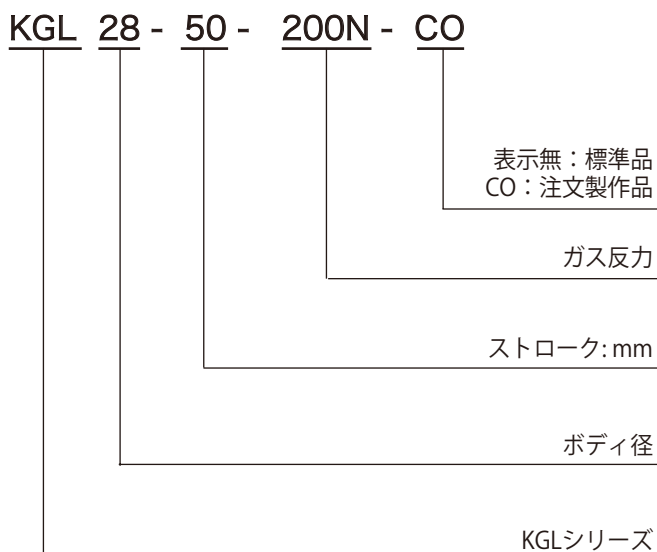 KGL 28 - 50 - 200N - CO
表示無：標準品
CO：注文製作品
ガス反力
ストローク: mm
ボディ径
KGLシリーズ